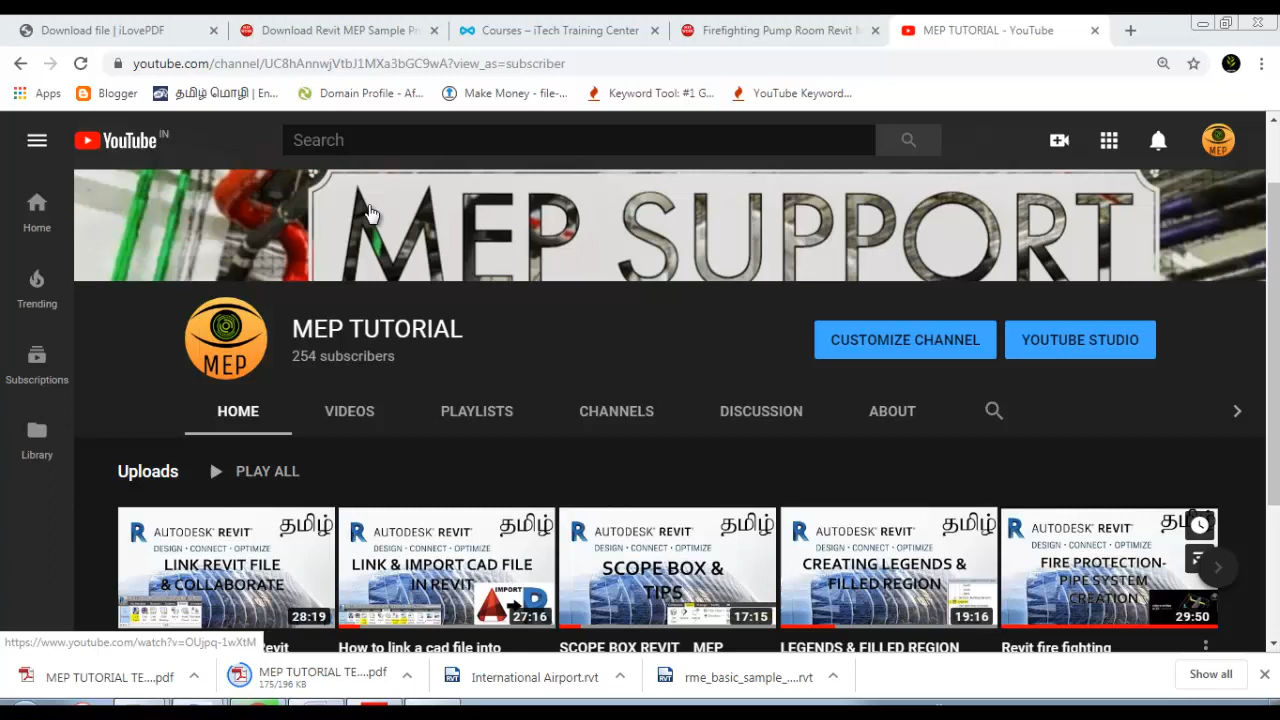 Download file | iLovePDF
Download Revit MEP Sample Pr
Courses – iTech Training Center
Firefighting Pump Room Revit M
MEP TUTORIAL - YouTube
youtube.com/channel/UC8hAnnwjVtbJ1MXa3bGC9wA?view_as=subscriber
Apps
Blogger
தமிழ் மொழி | En...
Domain Profile - Af...
Make Money - file-...
Keyword Tool: #1 G...
YouTube Keyword...
YouTube IN
Search
MEP
MEP SUPPORT
Home
Trending
Subscriptions
Library
MEP
MEP TUTORIAL
254 subscribers
CUSTOMIZE CHANNEL
YOUTUBE STUDIO
HOME
VIDEOS
PLAYLISTS
CHANNELS
DISCUSSION
ABOUT
Uploads
PLAY ALL
R AUTODESK® REVIT® தமிழ்
DESIGN • CONNECT • OPTIMIZE
LINK REVIT FILE
& COLLABORATE
28:19
R AUTODESK® REVIT® தமிழ்
DESIGN • CONNECT • OPTIMIZE
LINK & IMPORT CAD FILE
IN REVIT
IMPORT
27:16
R AUTODESK® REVIT® தமிழ்
DESIGN • CONNECT • OPTIMIZE
SCOPE BOX &
TIPS
17:15
R AUTODESK® REVIT® தமிழ்
DESIGN • CONNECT • OPTIMIZE
CREATING LEGENDS &
FILLED REGION
19:16
R AUTODESK® REVIT®
DESIGN • CONNECT • OPTIMIZE
FIRE PROTECTION-
PIPE SYSTEM
CREATION
29:50
https://www.youtube.com/watch?v=OUjpq-1wXtM
Revit
How to link a cad file into
SCOPE BOX REVIT MEP
LEGENDS & FILLED REGION
Revit fire fighting
MEP TUTORIAL TE....pdf
MEP TUTORIAL TE....pdf
175/196 KB
International Airport.rvt
rme_basic_sample_....rvt
Show all